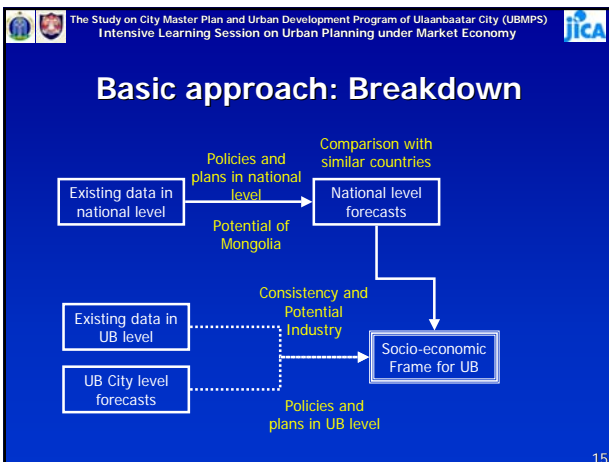 The Study on City Master Plan and Urban Development Program of Ulaanbaatar City (UBMPS)
Intensive Learning Session on Urban Planning under Market Economy
jica
Basic approach: Breakdown
Comparison with
similar countries
Policies and
plans in national
level
Existing data in
national level
National level
forecasts
Potential of
Mongolia
Consistency and
Potential
Industry
Existing data in
UB level
Socio-economic
Frame for UB
UB City level
forecasts
Policies and
plans in UB level
15